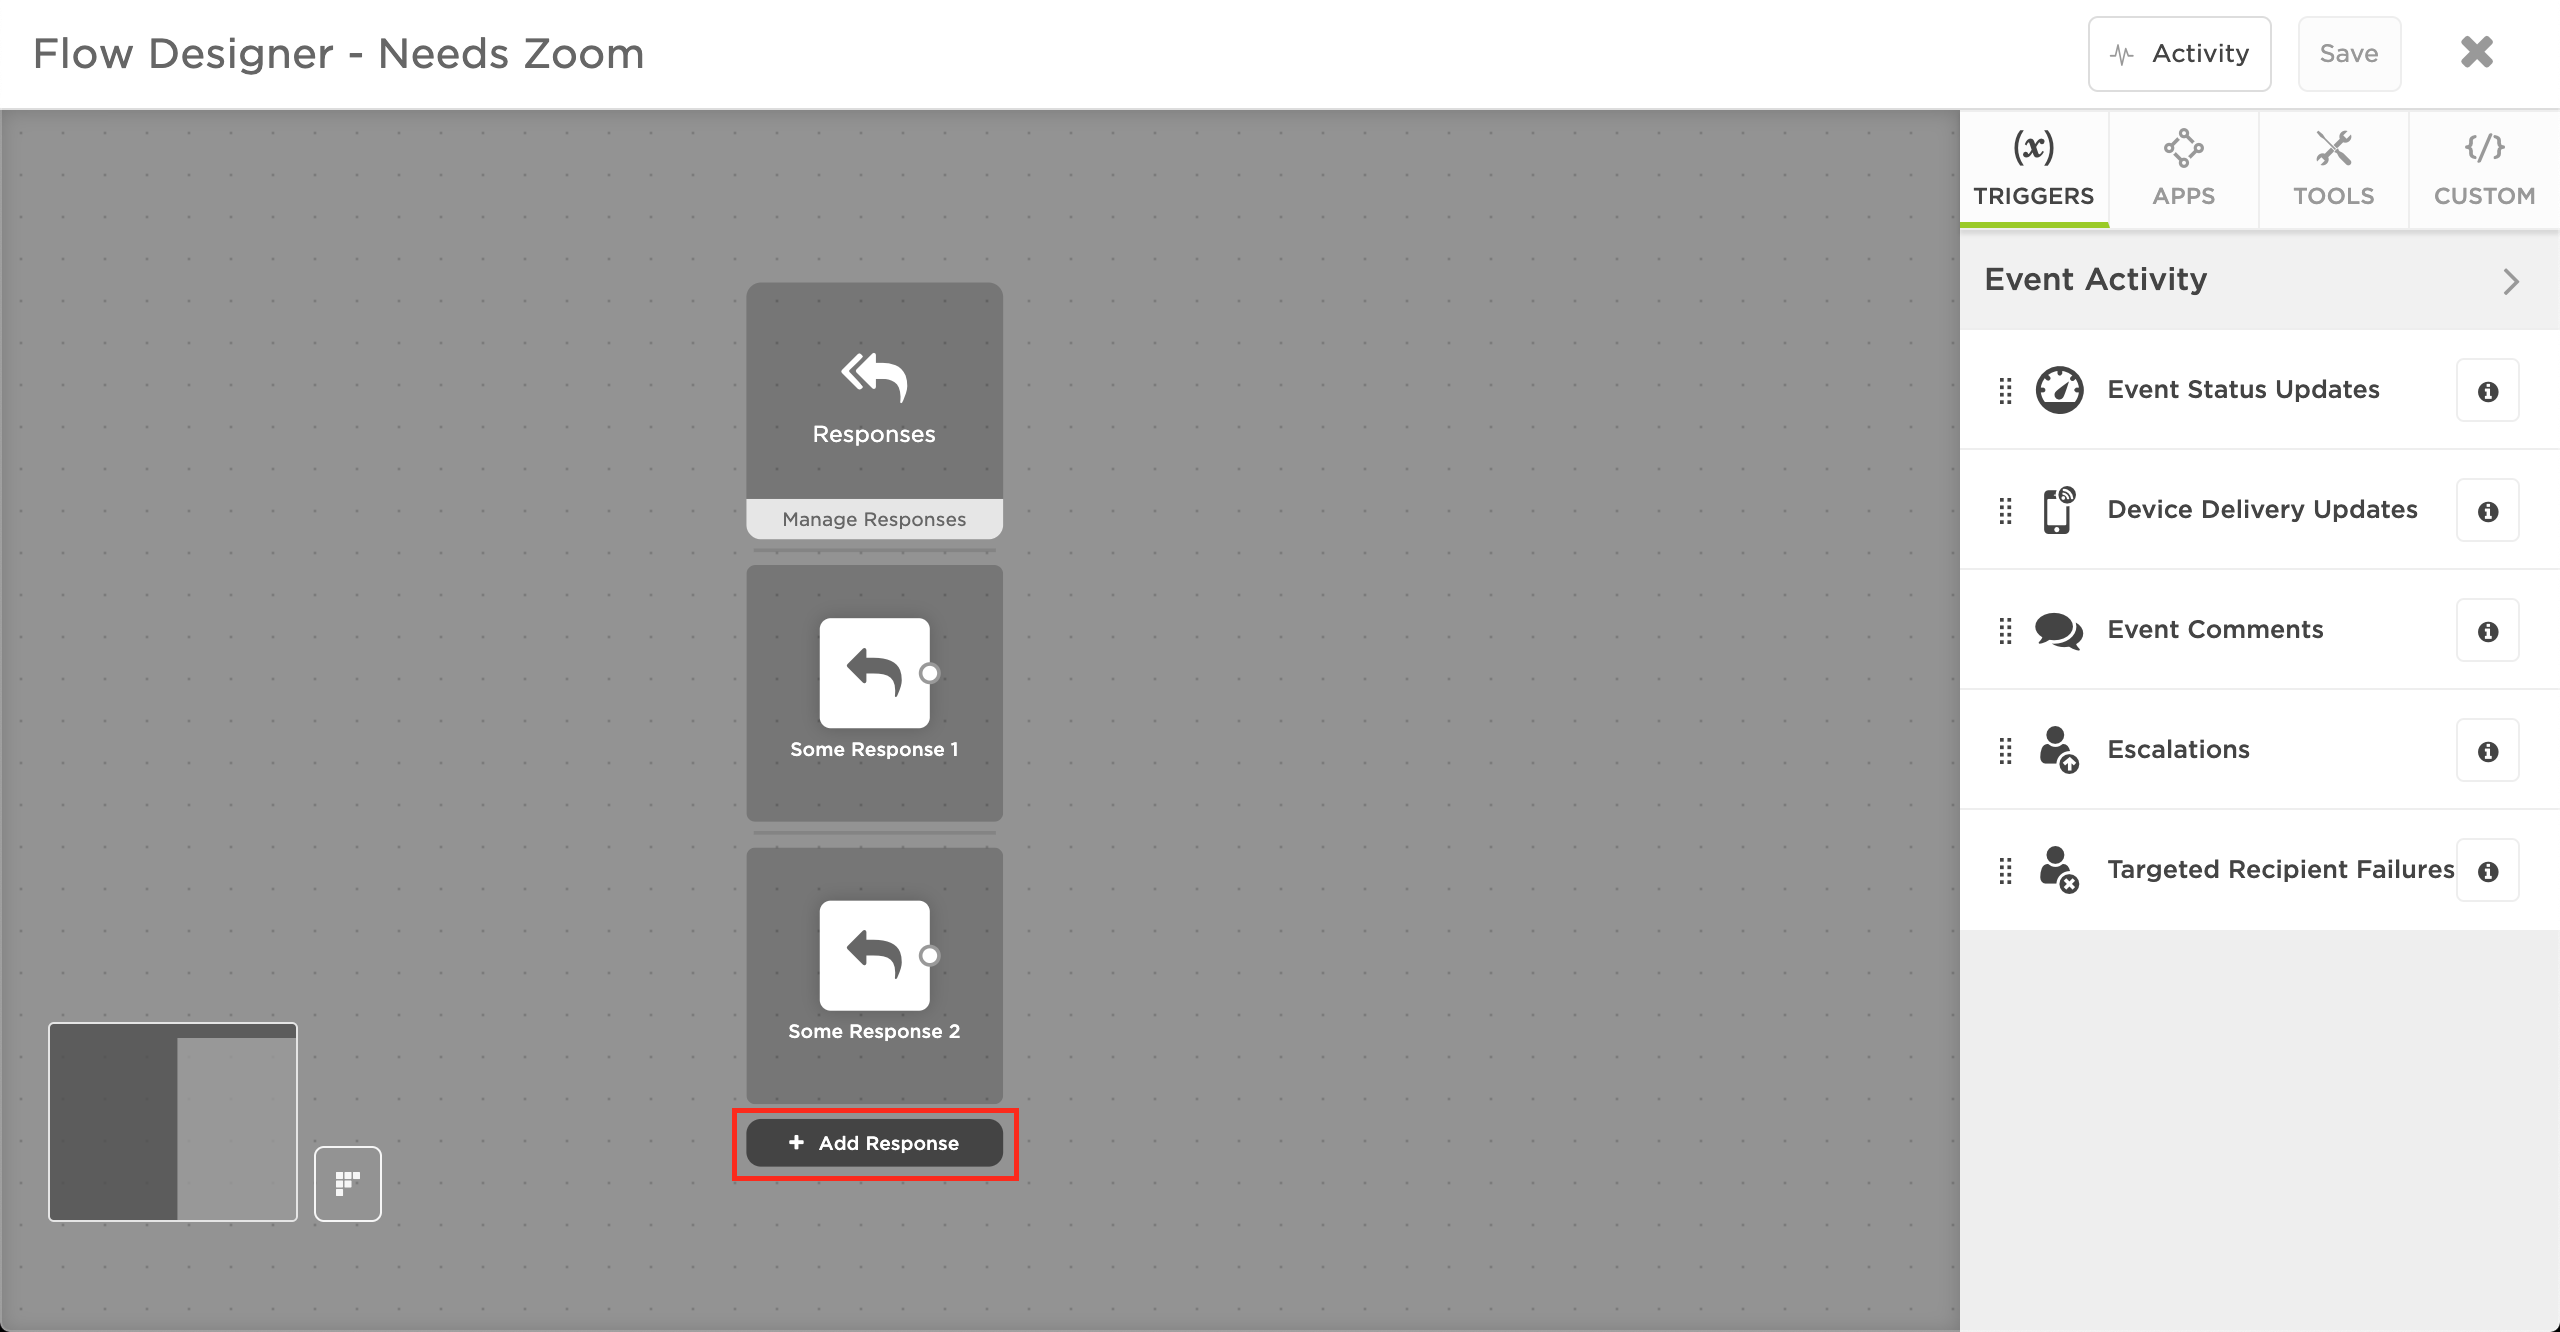 Flow Designer - Needs Zoom
Activity
Save
(x)
TRIGGERS
APPS
TOOLS
{/}
CUSTOM
Event Activity
Event Status Updates
Device Delivery Updates
Event Comments
Escalations
Targeted Recipient Failures
Responses
Manage Responses
Some Response 1
Some Response 2
+ Add Response